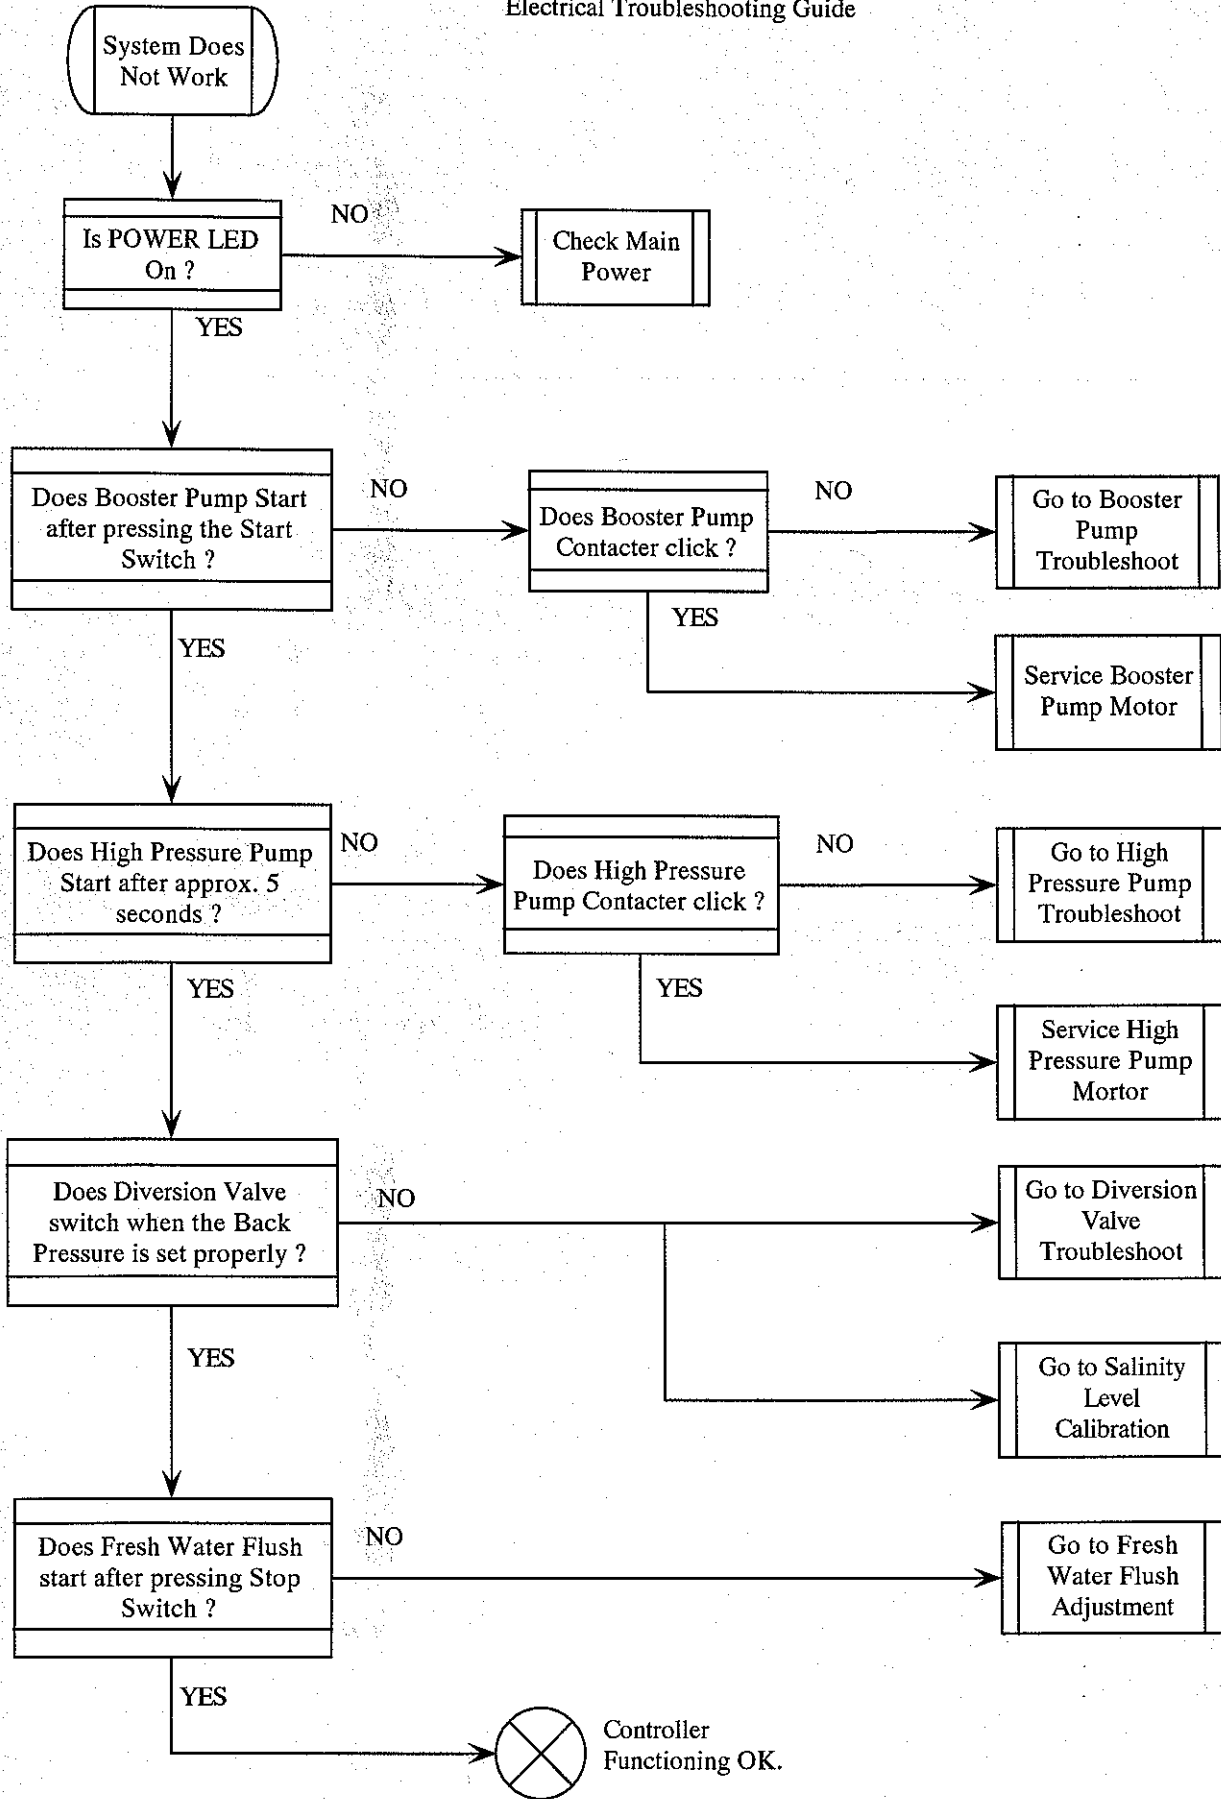 Electrical Troubleshooting Guide
System Does
Not Work
Is POWER LED
On ?
NO
Check Main
Power
YES
Does Booster Pump Start
after pressing the Start
Switch ?
NO
Does Booster Pump
Contacter click ?
NO
Go to Booster
Pump
Troubleshoot
YES
Service Booster
Pump Motor
YES
Does High Pressure Pump
Start after approx. 5
seconds ?
NO
Does High Pressure
Pump Contacter click ?
NO
Go to High
Pressure Pump
Troubleshoot
YES
Service High
Pressure Pump
Mortor
YES
Does Diversion Valve
switch when the Back
Pressure is set properly ?
NO
Go to Diversion
Valve
Troubleshoot
Go to Salinity
Level
Calibration
YES
Does Fresh Water Flush
start after pressing Stop
Switch ?
NO
Go to Fresh
Water Flush
Adjustment
YES
Controller
Functioning OK.